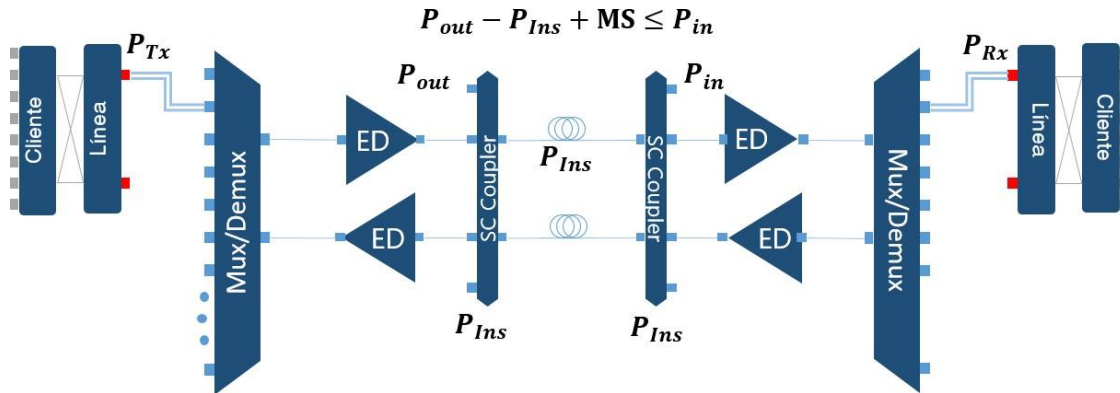 P_out − P_Ins + MS ≤ P_in
P_Tx
P_Rx
P_out
P_in
Cliente
Línea
Mux/Demux
ED
SC Coupler
P_Ins
SC Coupler
ED
Mux/Demux
Línea
Cliente
ED
ED
P_Ins
P_Ins